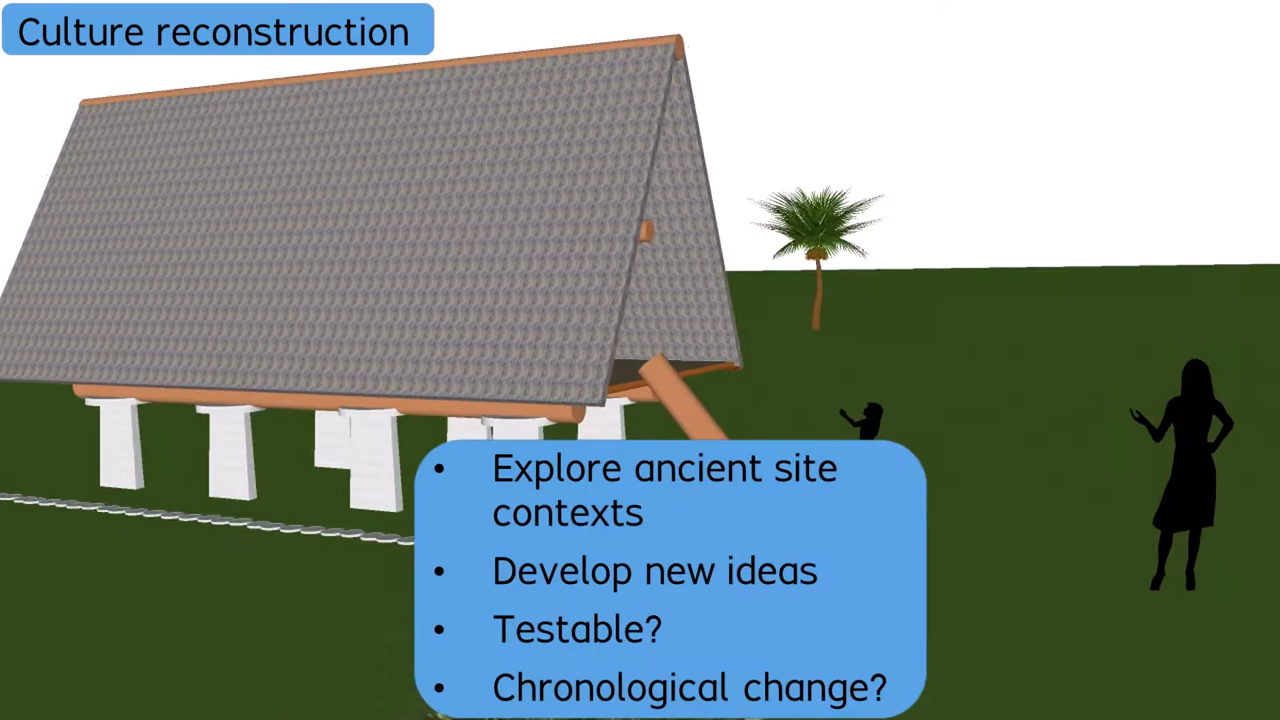 Culture reconstruction
• Explore ancient site
contexts
• Develop new ideas
• Testable?
• Chronological change?